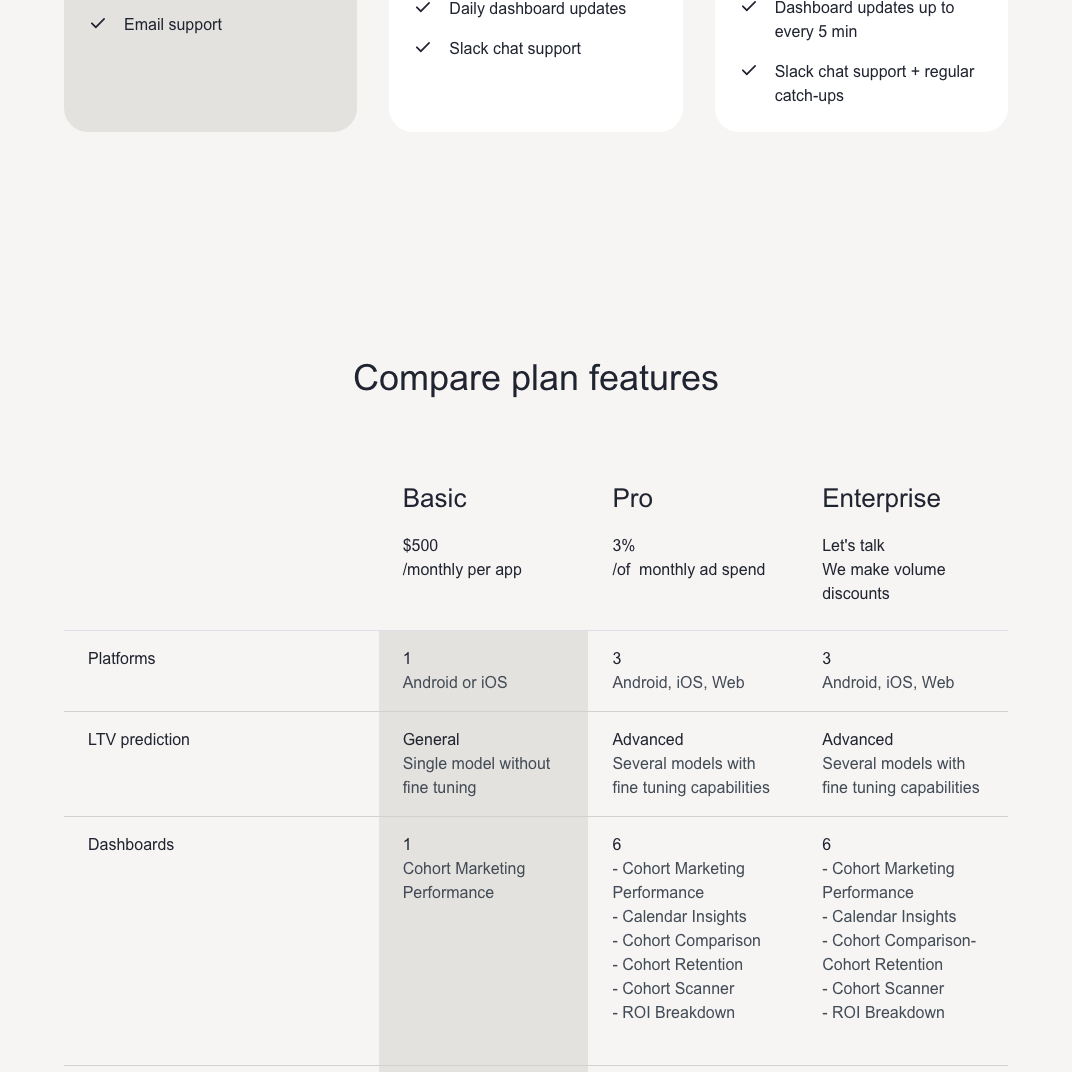 Email support
Daily dashboard updates
Slack chat support
Dashboard updates up to
every 5 min
Slack chat support + regular
catch-ups
Compare plan features
Basic
$500
/monthly per app
Pro
3%
/of  monthly ad spend
Enterprise
Let's talk
We make volume
discounts
Platforms
1
Android or iOS
3
Android, iOS, Web
3
Android, iOS, Web
LTV prediction
General
Single model without
fine tuning
Advanced
Several models with
fine tuning capabilities
Advanced
Several models with
fine tuning capabilities
Dashboards
1
Cohort Marketing
Performance
6
- Cohort Marketing
Performance
- Calendar Insights
- Cohort Comparison
- Cohort Retention
- Cohort Scanner
- ROI Breakdown
6
- Cohort Marketing
Performance
- Calendar Insights
- Cohort Comparison-
Cohort Retention
- Cohort Scanner
- ROI Breakdown